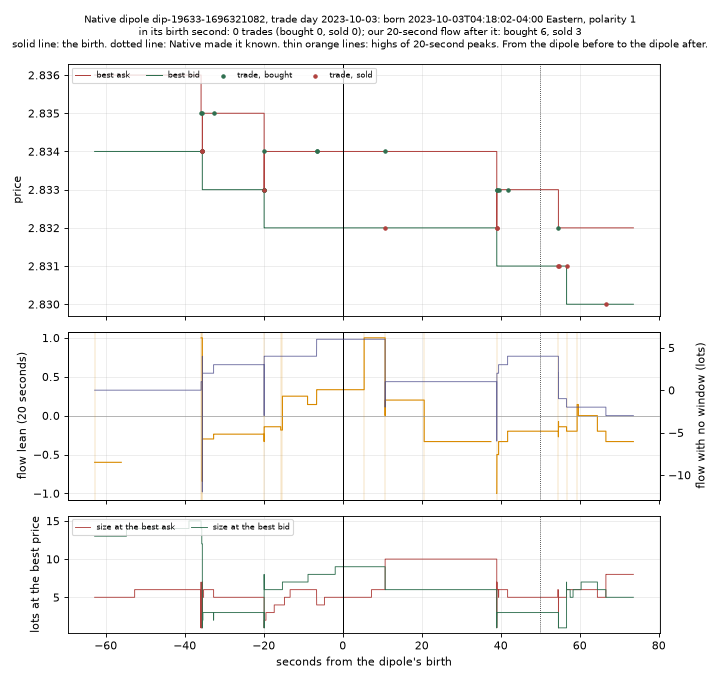 Native dipole dip-19633-1696321082, trade day 2023-10-03: born 2023-10-03T04:18:02-04:00 Eastern, polarity 1
in its birth second: 0 trades (bought 0, sold 0); our 20-second flow after it: bought 6, sold 3
solid line: the birth. dotted line: Native made it known. thin orange lines: highs of 20-second peaks. From the dipole before to the dipole after.
best ask best bid trade, bought trade, sold
2.836
2.835
2.834
2.833
2.832
2.831
2.830
price
1.0
0.5
0.0
−0.5
−1.0
flow lean (20 seconds)
5
0
−5
−10
flow with no window (lots)
size at the best ask size at the best bid
15
10
5
lots at the best price
−60 −40 −20 0 20 40 60 80
seconds from the dipole's birth